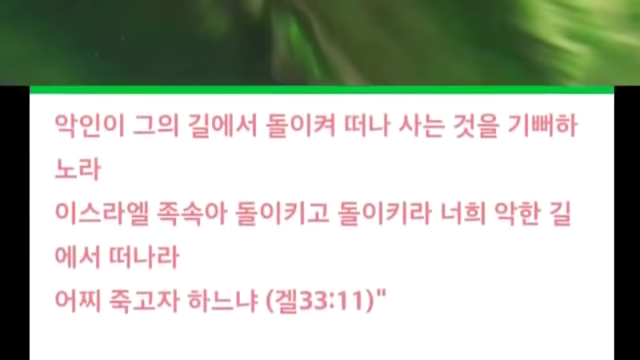 악인이 그의 길에서 돌이켜 떠나 사는 것을 기뻐하
노라
이스라엘 족속아 돌이키고 돌이키라 너희 악한 길
에서 떠나라
어찌 죽고자 하느냐 (겔33:11)"